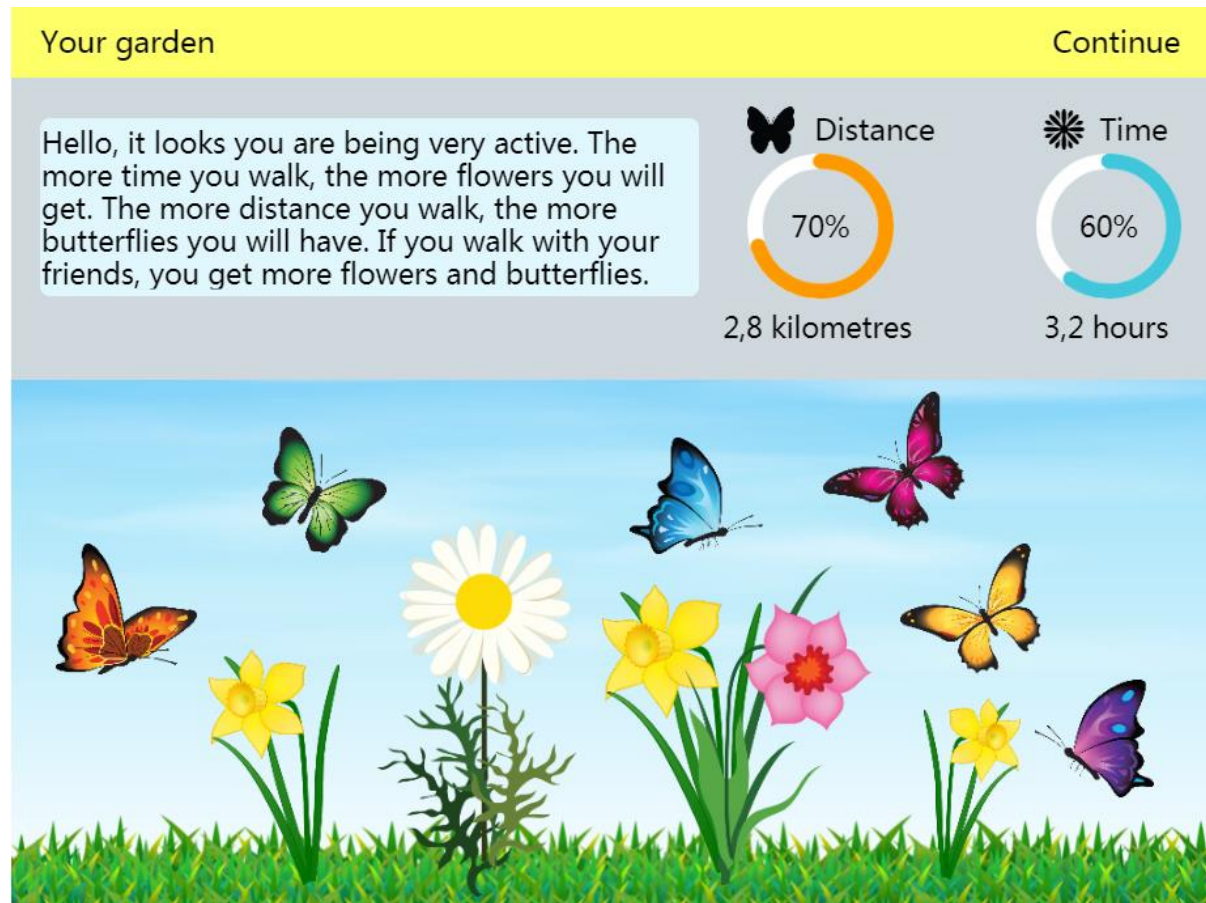 Your garden
Continue
Hello, it looks you are being very active. The
more time you walk, the more flowers you will
get. The more distance you walk, the more
butterflies you will have. If you walk with your
friends, you get more flowers and butterflies.
Distance
70%
2,8 kilometres
Time
60%
3,2 hours